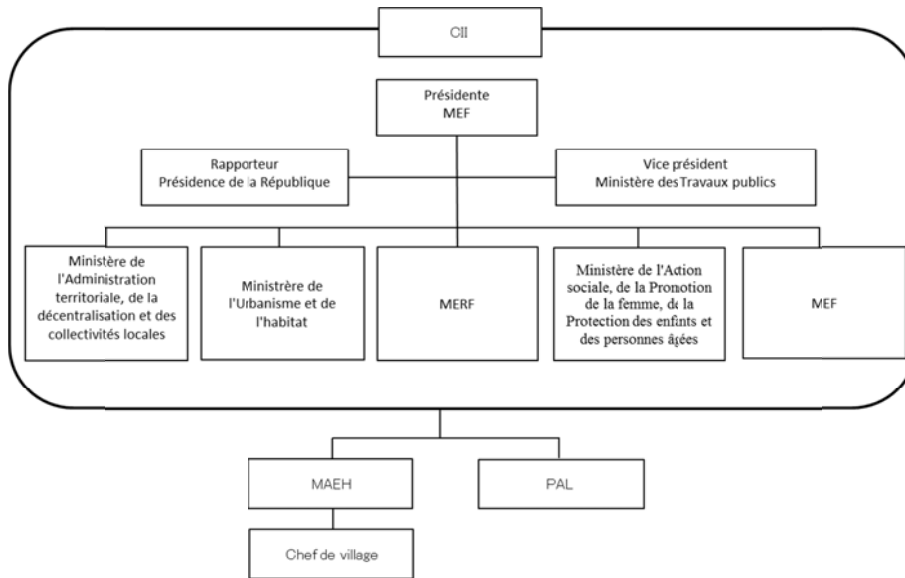 CII
Présidente
MEF
Rapporteur
Présidence de la République
Vice président
Ministère des Travaux publics
Ministère de
l'Administration
territoriale, de la
décentralisation et des
collectivités locales
Ministrère de
l'Urbanisme et de
l'habitat
MERF
Ministère de l'Action
sociale, de la Pronotion
de la femme, de la
Protection des enfints et
des personnes âgées
MEF
MAEH
PAL
Chef de village